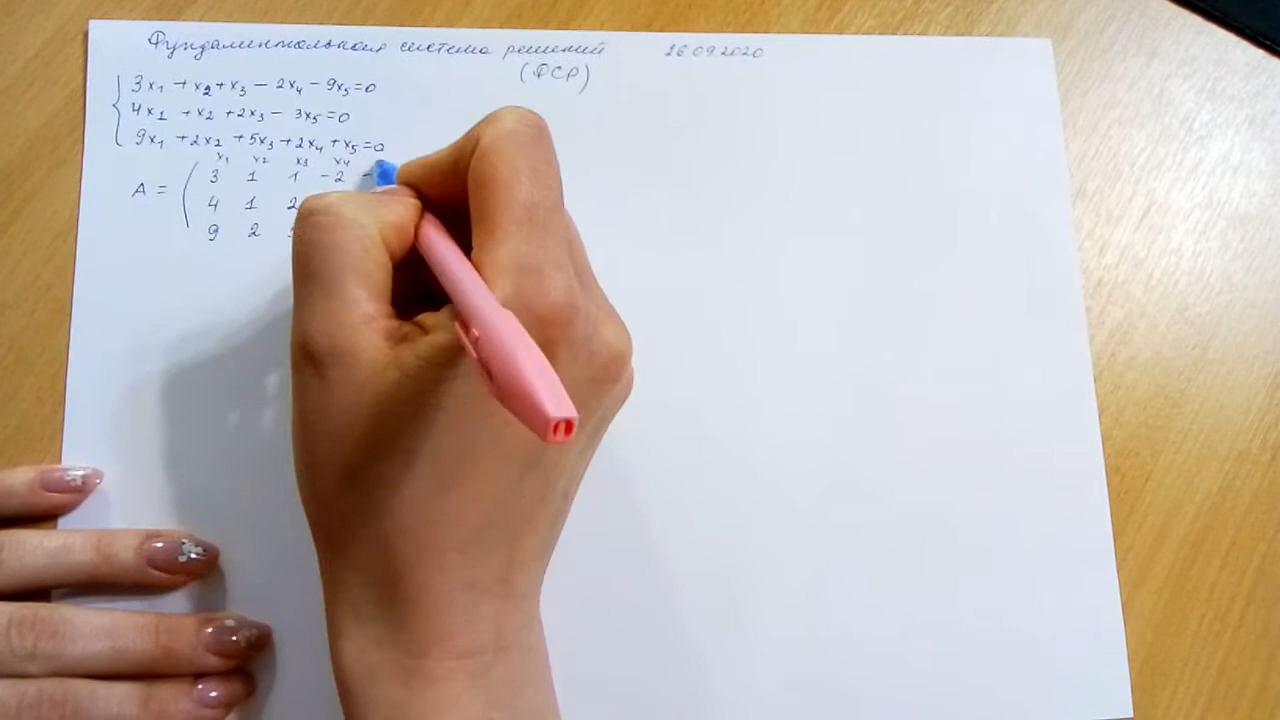 Фундаментальная система решений 26.09.2020
(ФСР)
3x₁ + x₂ + x₃ − 2x₄ − 9x₅ = 0
4x₁ + x₂ + 2x₃ − 3x₅ = 0
9x₁ + 2x₂ + 5x₃ + 2x₄ + x₅ = 0
x₁ x₂ x₃ x₄
A = ( 3 1 1 −2 −
4 1 2
9 2